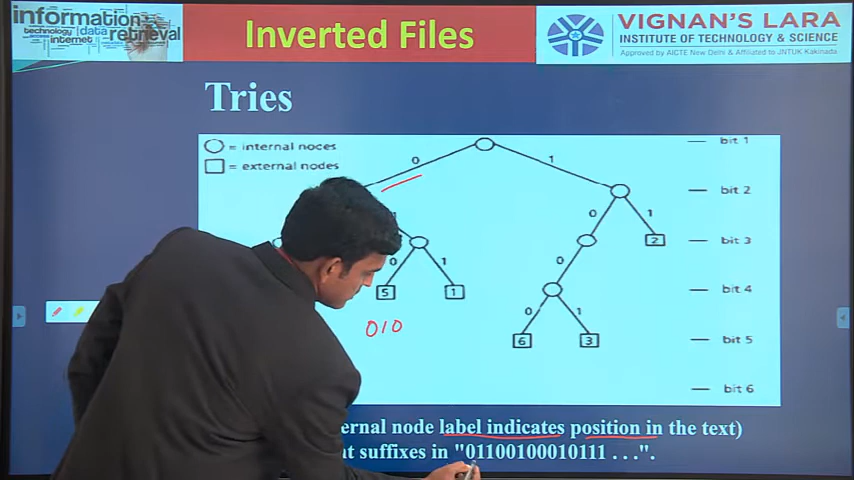 information
technology data
internet retrieval
Inverted Files
VIGNAN'S LARA
INSTITUTE OF TECHNOLOGY & SCIENCE
Approved by AICTE New Delhi & Affiliated to JNTUK Kakinada
Tries
= internal nodes
= external nodes
0 1 bit 1
0 1 bit 2
0 1 0 2 bit 3
5 1 0 1 bit 4
010 6 3 bit 5
bit 6
ernal node label indicates position in the text)
at suffixes in "01100100010111 . . .".